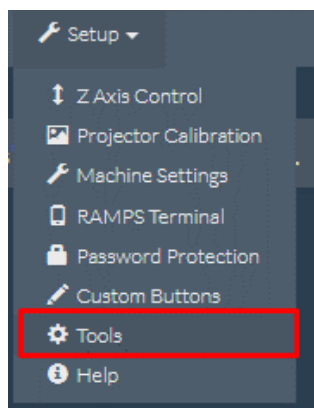 Setup
Z Axis Control
Projector Calibration
Machine Settings
RAMPS Terminal
Password Protection
Custom Buttons
Tools
Help